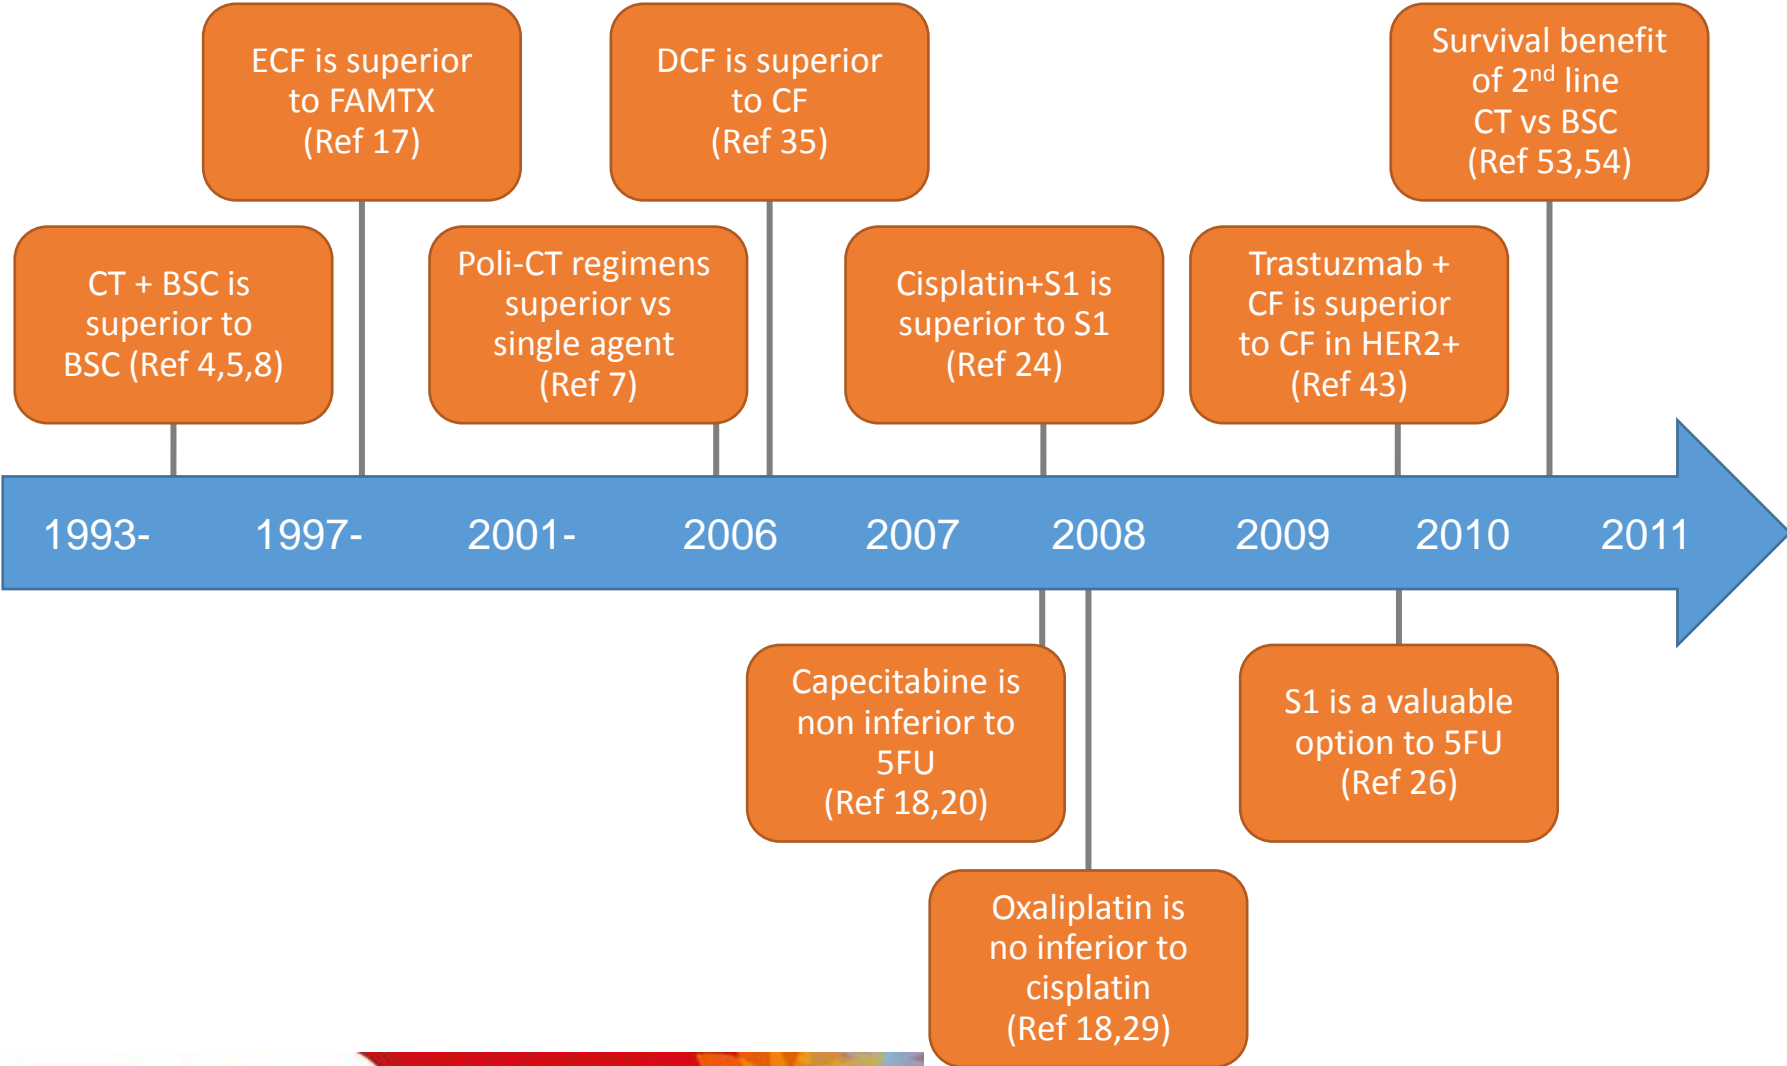 ECF is superior
to FAMTX
(Ref 17)
DCF is superior
to CF
(Ref 35)
Survival benefit
of 2nd line
CT vs BSC
(Ref 53,54)
CT + BSC is
superior to
BSC (Ref 4,5,8)
Poli-CT regimens
superior vs
single agent
(Ref 7)
Cisplatin+S1 is
superior to S1
(Ref 24)
Trastuzmab +
CF is superior
to CF in HER2+
(Ref 43)
1993- 1997- 2001- 2006 2007 2008 2009 2010 2011
Capecitabine is
non inferior to
5FU
(Ref 18,20)
S1 is a valuable
option to 5FU
(Ref 26)
Oxaliplatin is
no inferior to
cisplatin
(Ref 18,29)